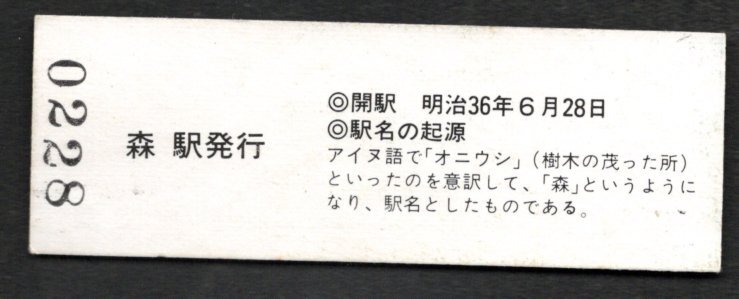 0228
森 駅発行
◎開駅　明治36年6月28日
◎駅名の起源
アイヌ語で「オニウシ」（樹木の茂った所）
といったのを意訳して、「森」というように
なり、駅名としたものである。